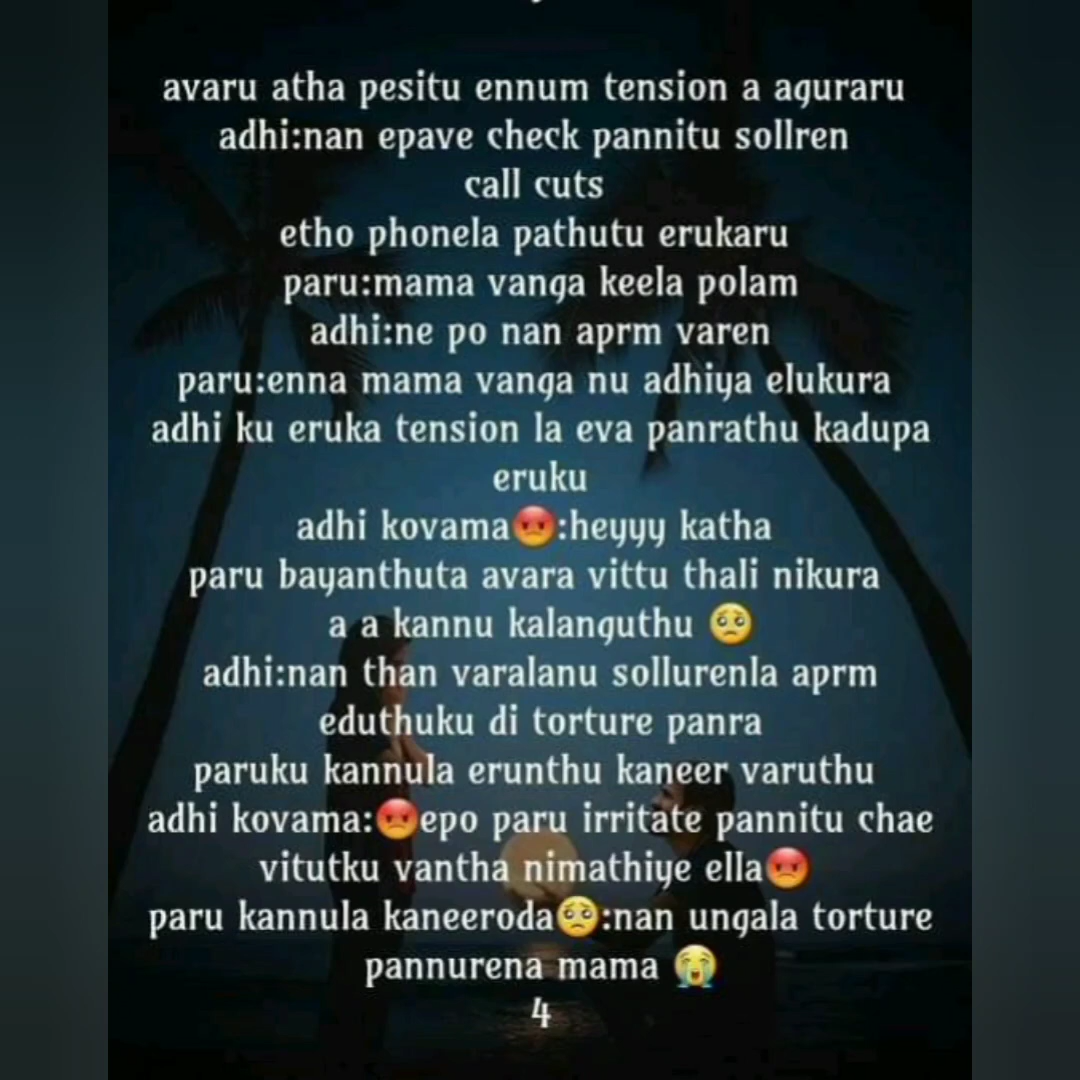 avaru atha pesitu ennum tension a aguraru
adhi:nan epave check pannitu sollren
call cuts
etho phonela pathutu erukaru
paru:mama vanga keela polam
adhi:ne po nan aprm varen
paru:enna mama vanga nu adhiya elukura
adhi ku eruka tension la eva panrathu kadupa
eruku
adhi kovama😡:heyyy katha
paru bayanthuta avara vittu thali nikura
a a kannu kalanguthu 🥺
adhi:nan than varalanu sollurenla aprm
eduthuku di torture panra
paruku kannula erunthu kaneer varuthu
adhi kovama:😡epo paru irritate pannitu chae
vitutku vantha nimathiye ella😡
paru kannula kaneeroda🥺:nan ungala torture
pannurena mama 😭
4